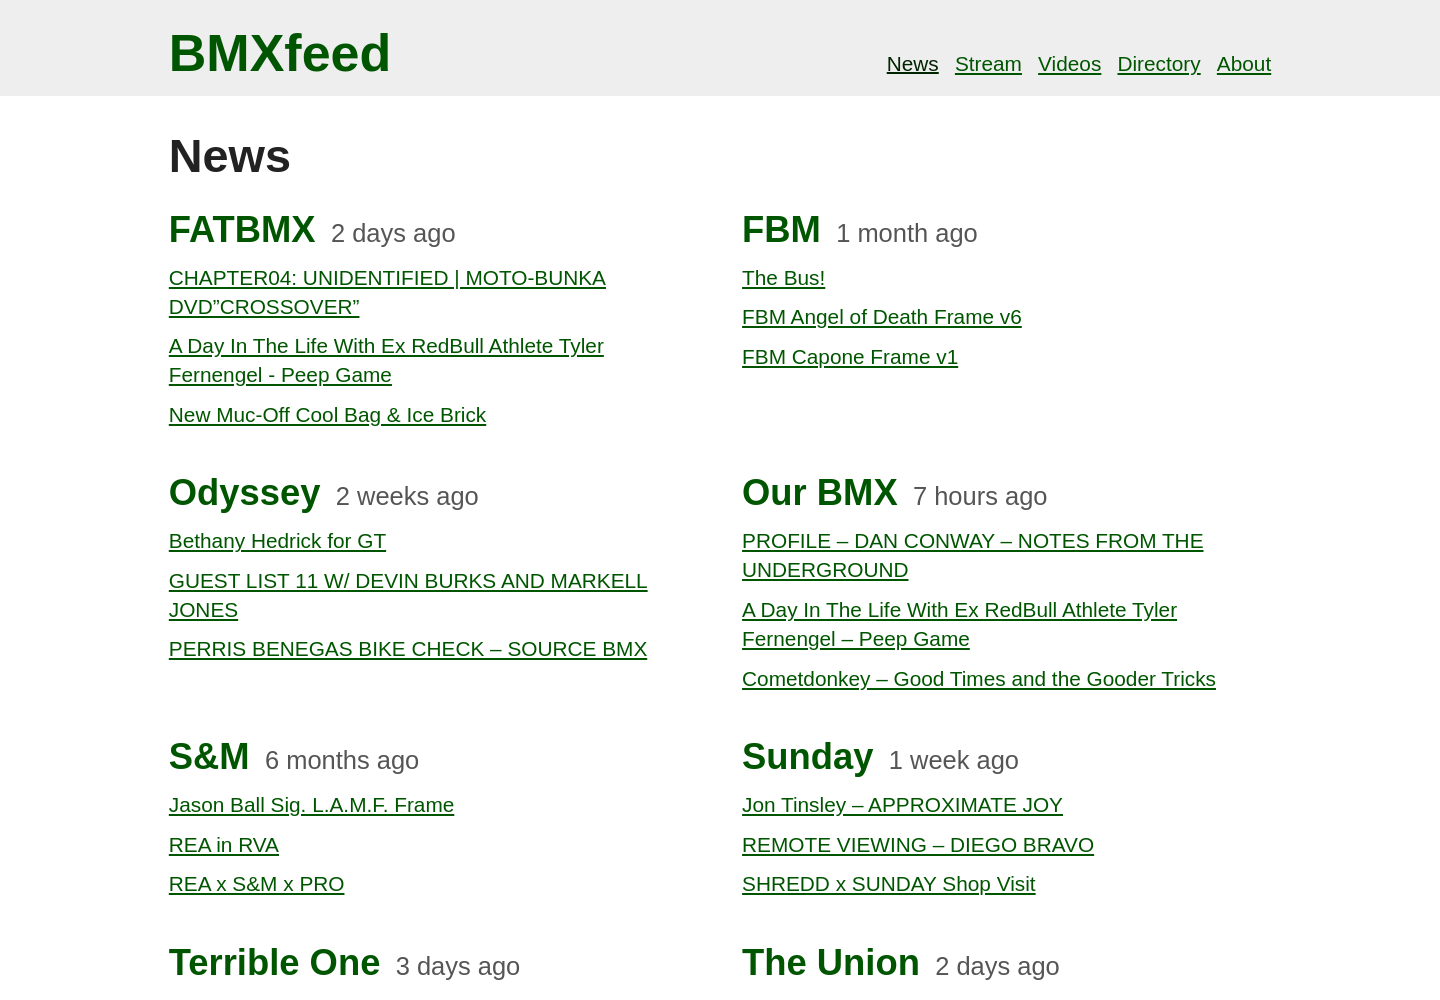 BMXfeed
News Stream Videos Directory About
News
FATBMX 2 days ago
CHAPTER04: UNIDENTIFIED | MOTO-BUNKA
DVD”CROSSOVER”
A Day In The Life With Ex RedBull Athlete Tyler
Fernengel - Peep Game
New Muc-Off Cool Bag & Ice Brick
FBM 1 month ago
The Bus!
FBM Angel of Death Frame v6
FBM Capone Frame v1
Odyssey 2 weeks ago
Bethany Hedrick for GT
GUEST LIST 11 W/ DEVIN BURKS AND MARKELL
JONES
PERRIS BENEGAS BIKE CHECK – SOURCE BMX
Our BMX 7 hours ago
PROFILE – DAN CONWAY – NOTES FROM THE
UNDERGROUND
A Day In The Life With Ex RedBull Athlete Tyler
Fernengel – Peep Game
Cometdonkey – Good Times and the Gooder Tricks
S&M 6 months ago
Jason Ball Sig. L.A.M.F. Frame
REA in RVA
REA x S&M x PRO
Sunday 1 week ago
Jon Tinsley – APPROXIMATE JOY
REMOTE VIEWING – DIEGO BRAVO
SHREDD x SUNDAY Shop Visit
Terrible One 3 days ago
The Union 2 days ago